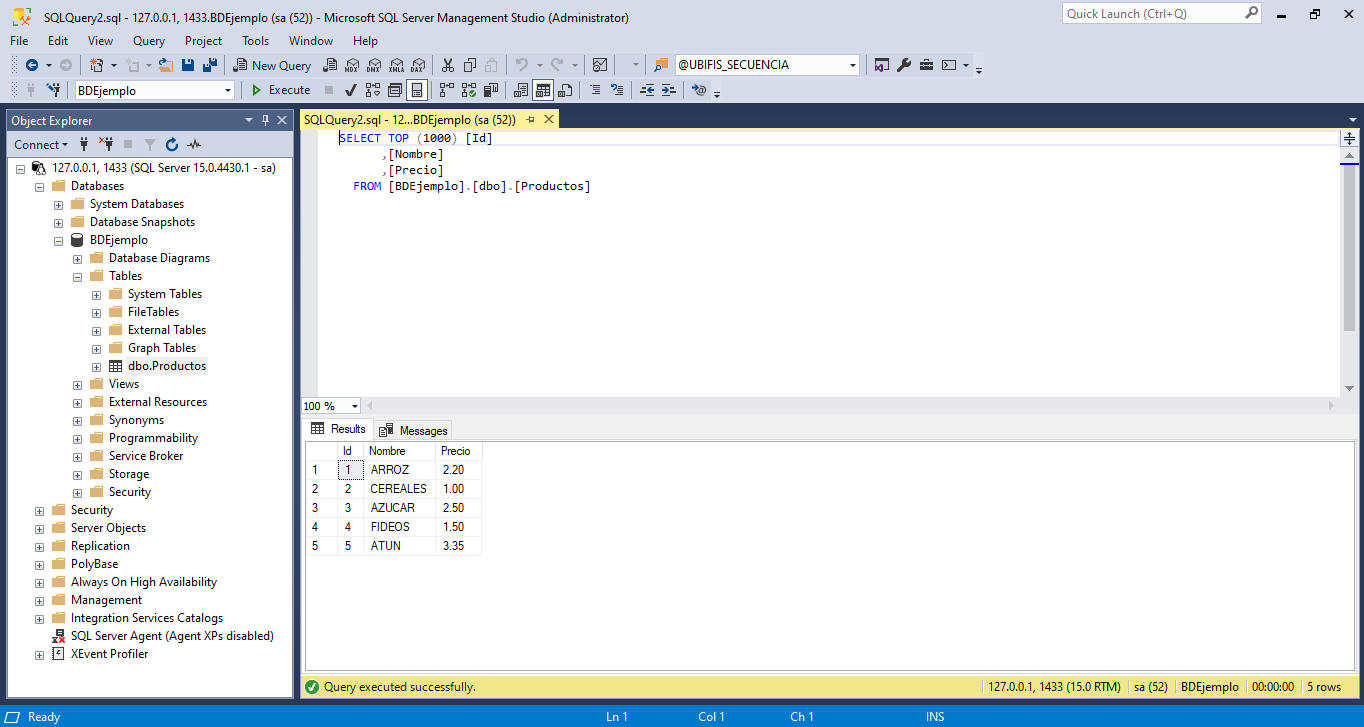 SQLQuery2.sql - 127.0.0.1, 1433.BDEjemplo (sa (52)) - Microsoft SQL Server Management Studio (Administrator)
Quick Launch (Ctrl+Q)
File Edit View Query Project Tools Window Help
New Query MDX DMX XMLA DAX @UBIFIS_SECUENCIA
BDEjemplo Execute
Object Explorer
Connect
127.0.0.1, 1433 (SQL Server 15.0.4430.1 - sa)
Databases
System Databases
Database Snapshots
BDEjemplo
Database Diagrams
Tables
System Tables
FileTables
External Tables
Graph Tables
dbo.Productos
Views
External Resources
Synonyms
Programmability
Service Broker
Storage
Security
Security
Server Objects
Replication
PolyBase
Always On High Availability
Management
Integration Services Catalogs
SQL Server Agent (Agent XPs disabled)
XEvent Profiler
SQLQuery2.sql - 12...BDEjemplo (sa (52))
SELECT TOP (1000) [Id]
,[Nombre]
,[Precio]
FROM [BDEjemplo].[dbo].[Productos]
100 %
Results Messages
Id Nombre Precio
1 1 ARROZ 2.20
2 2 CEREALES 1.00
3 3 AZUCAR 2.50
4 4 FIDEOS 1.50
5 5 ATUN 3.35
Query executed successfully. 127.0.0.1, 1433 (15.0 RTM) sa (52) BDEjemplo 00:00:00 5 rows
Ready Ln 1 Col 1 Ch 1 INS